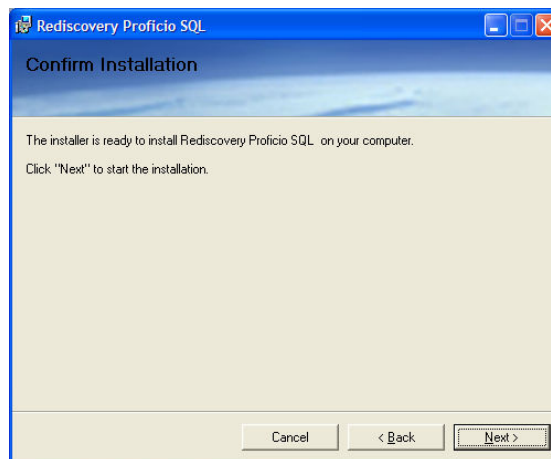 Rediscovery Proficio SQL
Confirm Installation
The installer is ready to install Rediscovery Proficio SQL on your computer.
Click "Next" to start the installation.
Cancel
< Back
Next >